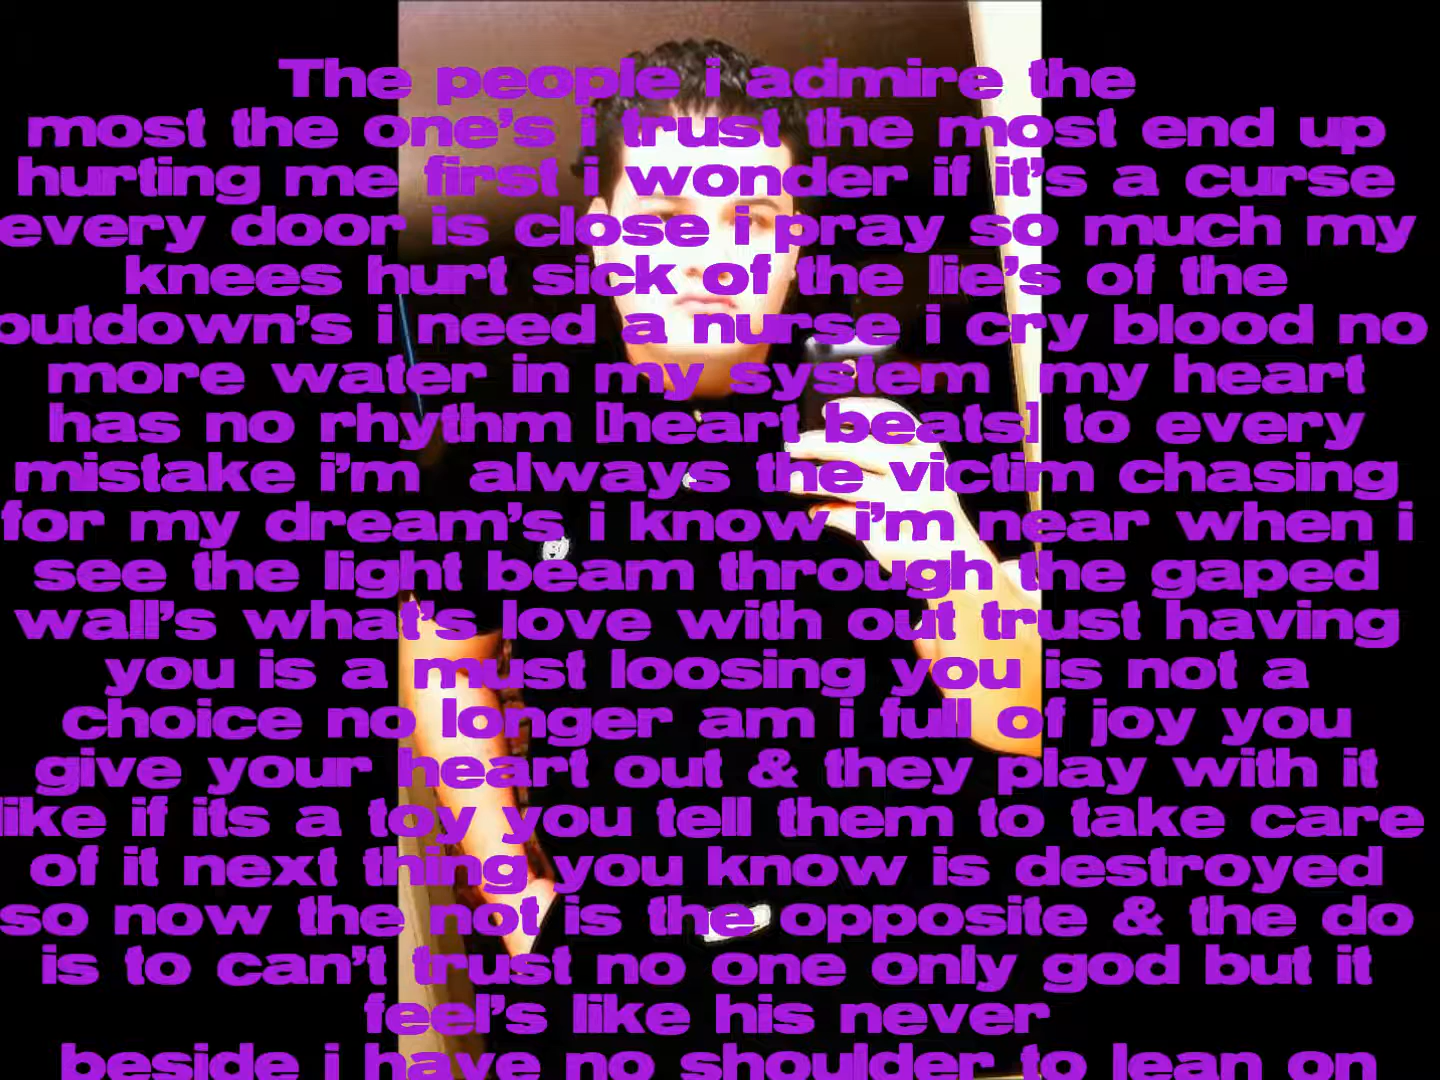 The people i admire the
most the one's i trust the most end up
hurting me first i wonder if it's a curse
every door is close i pray so much my
knees hurt sick of the lie's of the
putdown's i need a nurse i cry blood no
more water in my system my heart
has no rhythm [heart beats] to every
mistake i'm always the victim chasing
for my dream's i know i'm near when i
see the light beam through the gaped
wall's what's love with out trust having
you is a must loosing you is not a
choice no longer am i full of joy you
give your heart out & they play with it
like if its a toy you tell them to take care
of it next thing you know is destroyed
so now the not is the opposite & the do
is to can't trust no one only god but it
feel's like his never
beside i have no shoulder to lean on